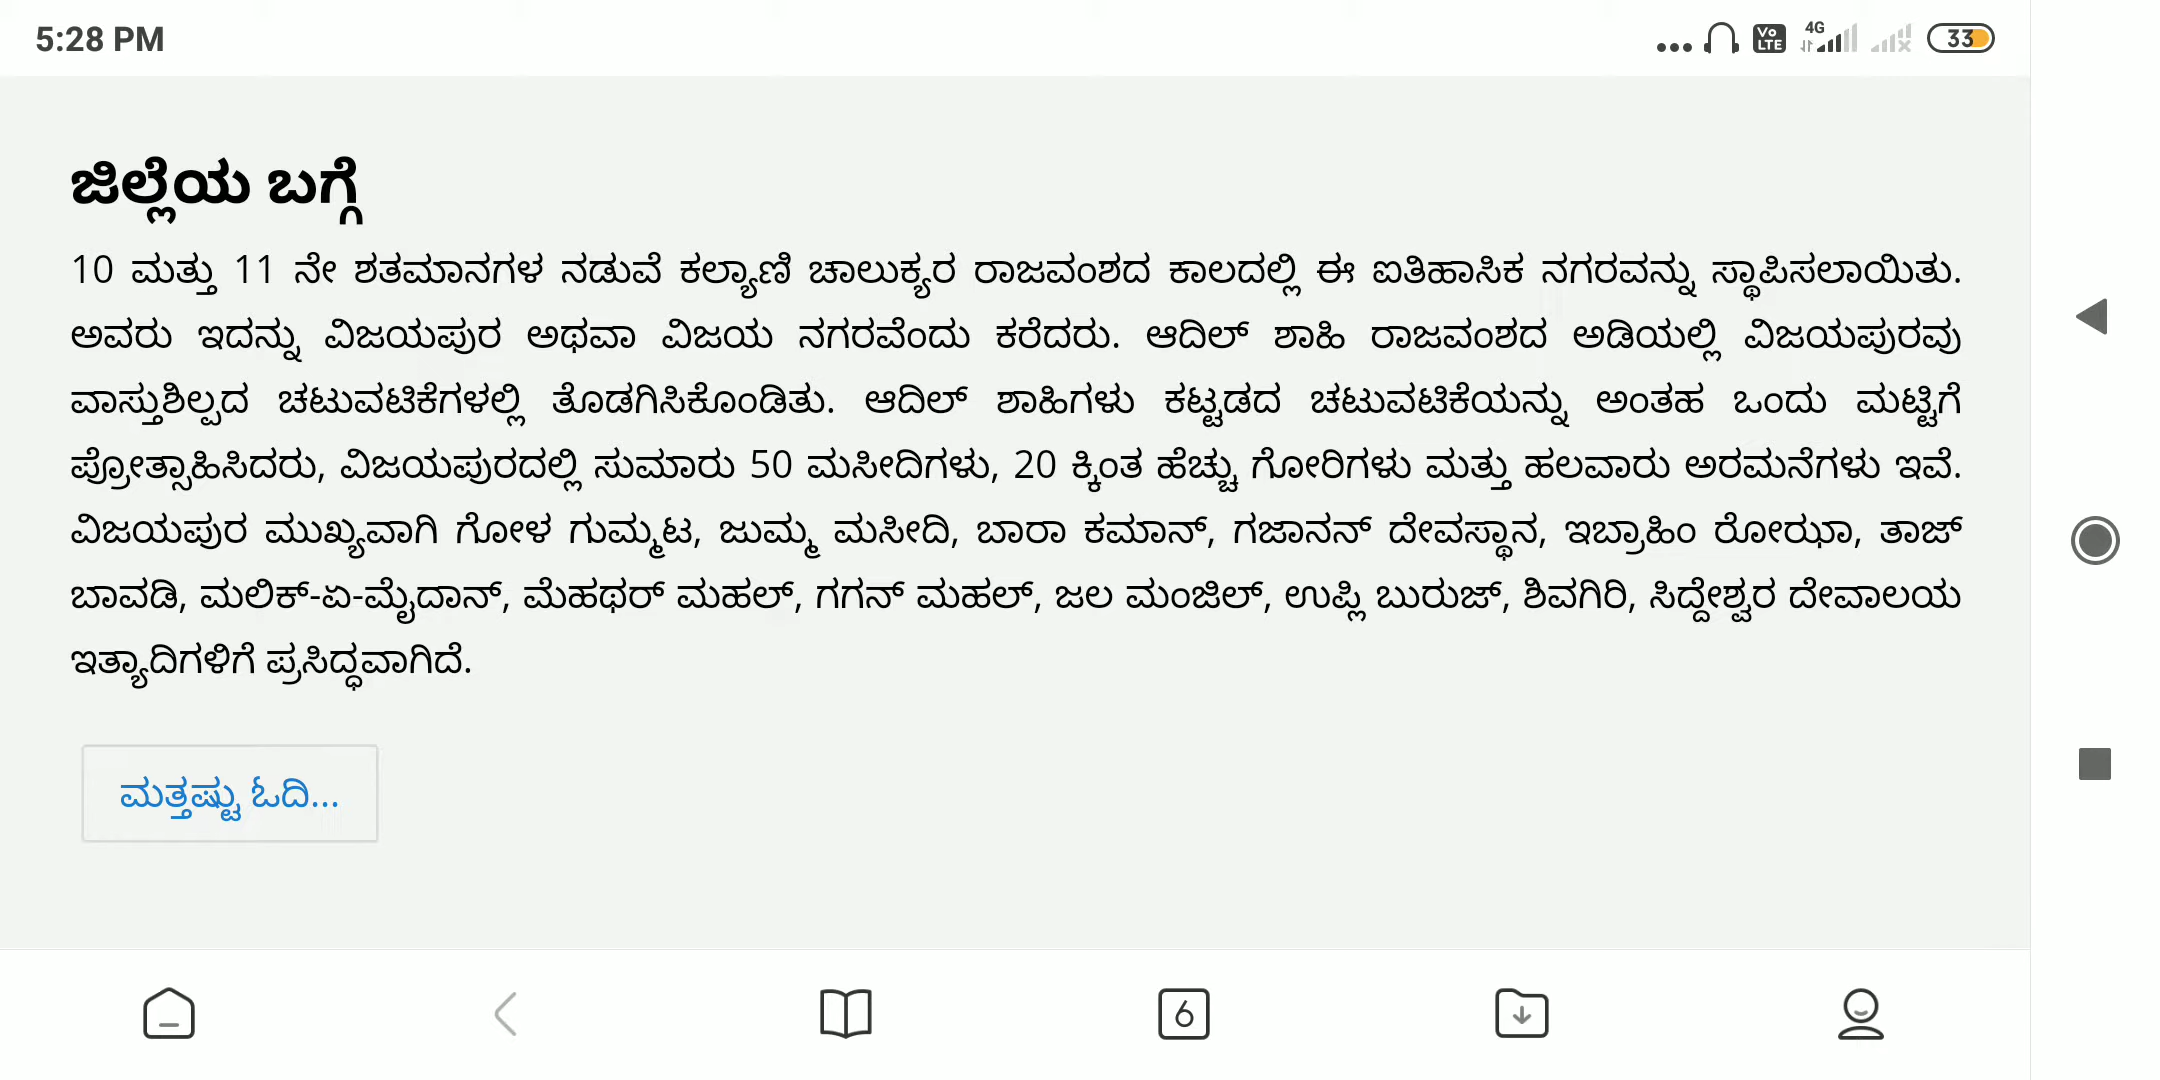 5:28 PM
Vo LTE 4G 33
ಜಿಲ್ಲೆಯ ಬಗ್ಗೆ
10 ಮತ್ತು 11 ನೇ ಶತಮಾನಗಳ ನಡುವೆ ಕಲ್ಯಾಣಿ ಚಾಲುಕ್ಯರ ರಾಜವಂಶದ ಕಾಲದಲ್ಲಿ ಈ ಐತಿಹಾಸಿಕ ನಗರವನ್ನು ಸ್ಥಾಪಿಸಲಾಯಿತು.
ಅವರು ಇದನ್ನು ವಿಜಯಪುರ ಅಥವಾ ವಿಜಯ ನಗರವೆಂದು ಕರೆದರು. ಆದಿಲ್ ಶಾಹಿ ರಾಜವಂಶದ ಅಡಿಯಲ್ಲಿ ವಿಜಯಪುರವು
ವಾಸ್ತುಶಿಲ್ಪದ ಚಟುವಟಿಕೆಗಳಲ್ಲಿ ತೊಡಗಿಸಿಕೊಂಡಿತು. ಆದಿಲ್ ಶಾಹಿಗಳು ಕಟ್ಟಡದ ಚಟುವಟಿಕೆಯನ್ನು ಅಂತಹ ಒಂದು ಮಟ್ಟಿಗೆ
ಪ್ರೋತ್ಸಾಹಿಸಿದರು, ವಿಜಯಪುರದಲ್ಲಿ ಸುಮಾರು 50 ಮಸೀದಿಗಳು, 20 ಕ್ಕಿಂತ ಹೆಚ್ಚು ಗೋರಿಗಳು ಮತ್ತು ಹಲವಾರು ಅರಮನೆಗಳು ಇವೆ.
ವಿಜಯಪುರ ಮುಖ್ಯವಾಗಿ ಗೋಳ ಗುಮ್ಮಟ, ಜುಮ್ಮ ಮಸೀದಿ, ಬಾರಾ ಕಮಾನ್, ಗಜಾನನ್ ದೇವಸ್ಥಾನ, ಇಬ್ರಾಹಿಂ ರೋಝಾ, ತಾಜ್
ಬಾವಡಿ, ಮಲಿಕ್-ಏ-ಮೈದಾನ್, ಮೆಹಥರ್ ಮಹಲ್, ಗಗನ್ ಮಹಲ್, ಜಲ ಮಂಜಿಲ್, ಉಪ್ಲಿ ಬುರುಜ್, ಶಿವಗಿರಿ, ಸಿದ್ದೇಶ್ವರ ದೇವಾಲಯ
ಇತ್ಯಾದಿಗಳಿಗೆ ಪ್ರಸಿದ್ಧವಾಗಿದೆ.
ಮತ್ತಷ್ಟು ಓದಿ...
6